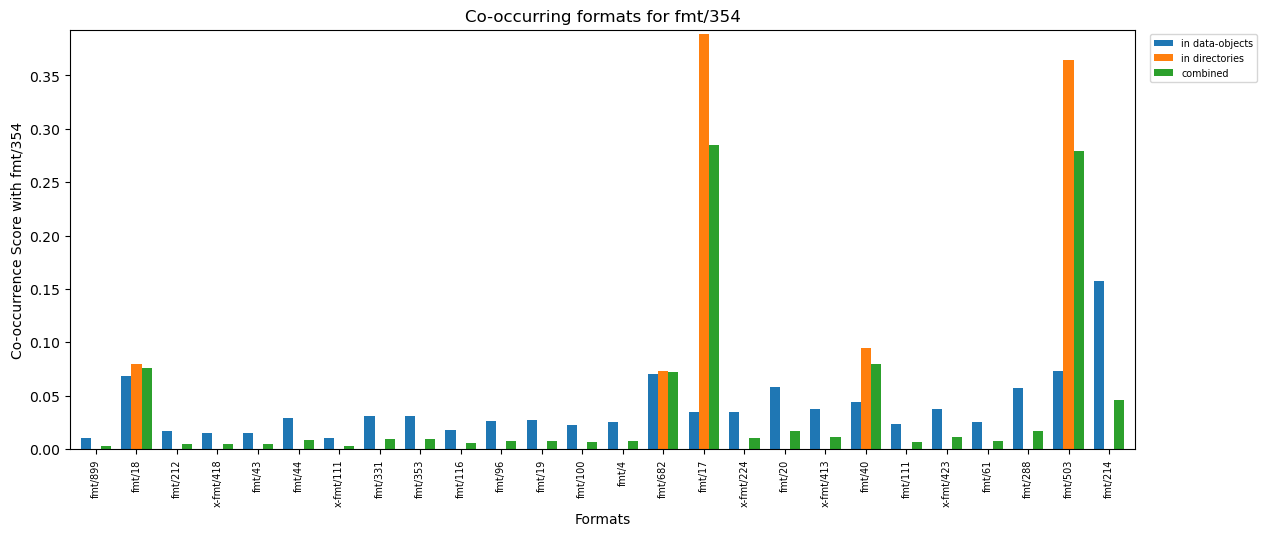 Co-occurring formats for fmt/354
in data-objects
in directories
combined
Co-occurrence Score with fmt/354
0.35
0.30
0.25
0.20
0.15
0.10
0.05
0.00
fmt/899
fmt/18
fmt/212
x-fmt/418
fmt/43
fmt/44
x-fmt/111
fmt/331
fmt/353
fmt/116
fmt/96
fmt/19
fmt/100
fmt/4
fmt/682
fmt/17
x-fmt/224
fmt/20
x-fmt/413
fmt/40
fmt/111
x-fmt/423
fmt/61
fmt/288
fmt/503
fmt/214
Formats